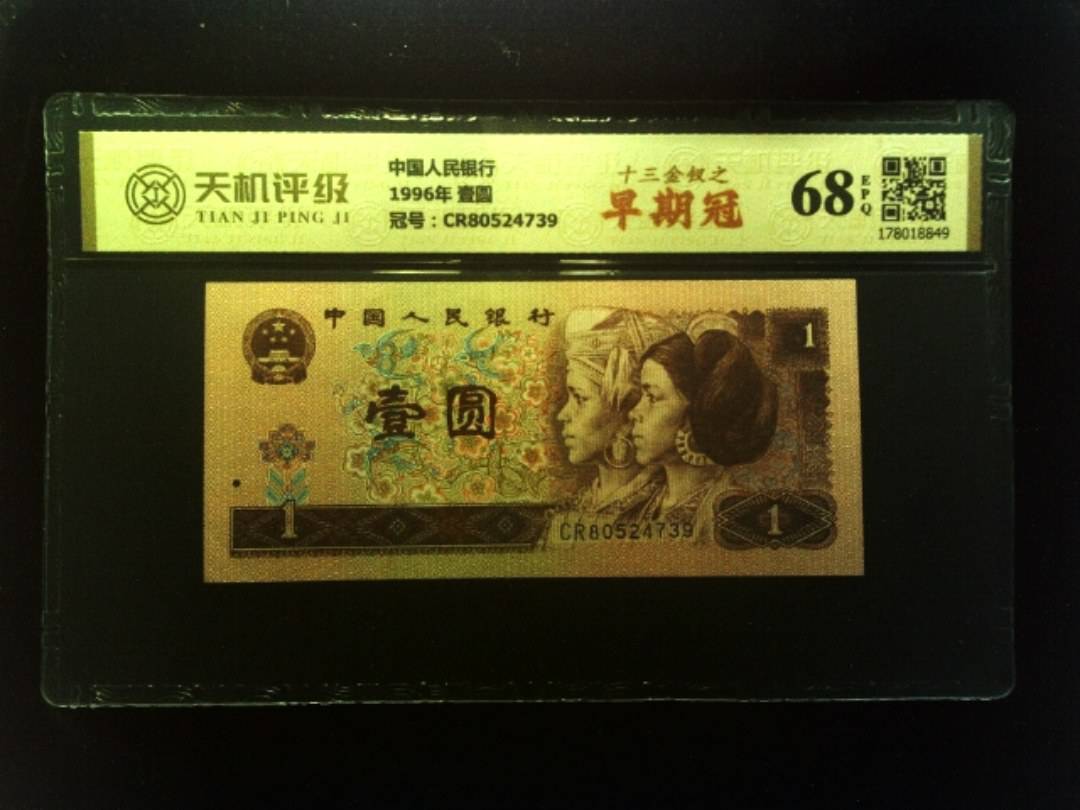 天机评级
TIAN JI PING JI
中国人民银行
1996年 壹圆
冠号:CR80524739
十三金钗之
早期冠
68
EPQ
178018849
中国人民银行
1
壹圆
1
CR80524739
1